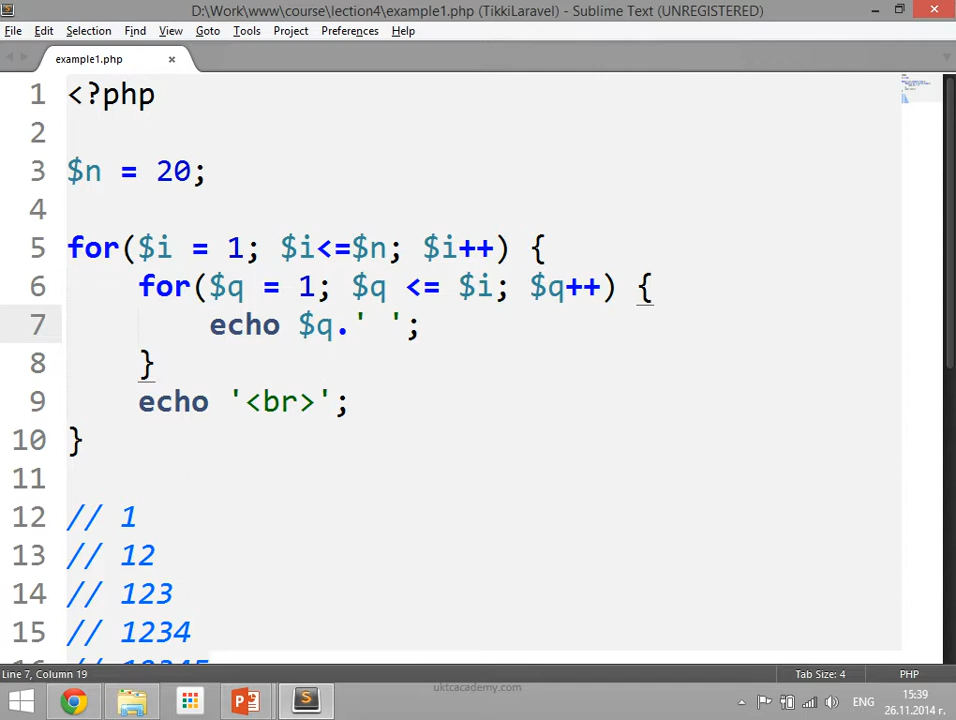 D:\Work\www\course\lection4\example1.php (TikkiLaravel) - Sublime Text (UNREGISTERED)
File Edit Selection Find View Goto Tools Project Preferences Help
example1.php
1 <?php
2
3 $n = 20;
4
5 for($i = 1; $i<=$n; $i++) {
6 for($q = 1; $q <= $i; $q++) {
7 echo $q.' ';
8 }
9 echo '<br>';
10 }
11
12 // 1
13 // 12
14 // 123
15 // 1234
16 // 12345
Line 7, Column 19 Tab Size: 4 PHP
uktcacademy.com
ENG 15:39
26.11.2014 г.